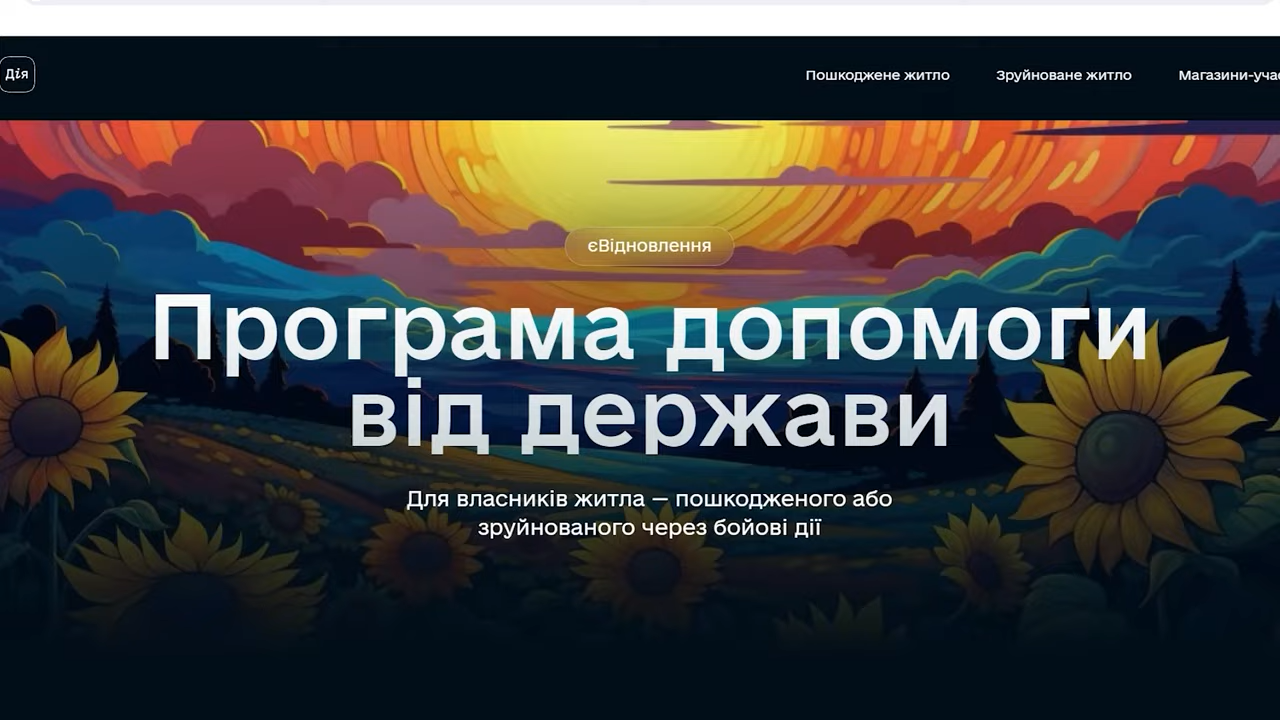 Дія
Пошкоджене житло Зруйноване житло
єВідновлення
Програма допомоги
від держави
Для власників житла — пошкодженого або
зруйнованого через бойові дії